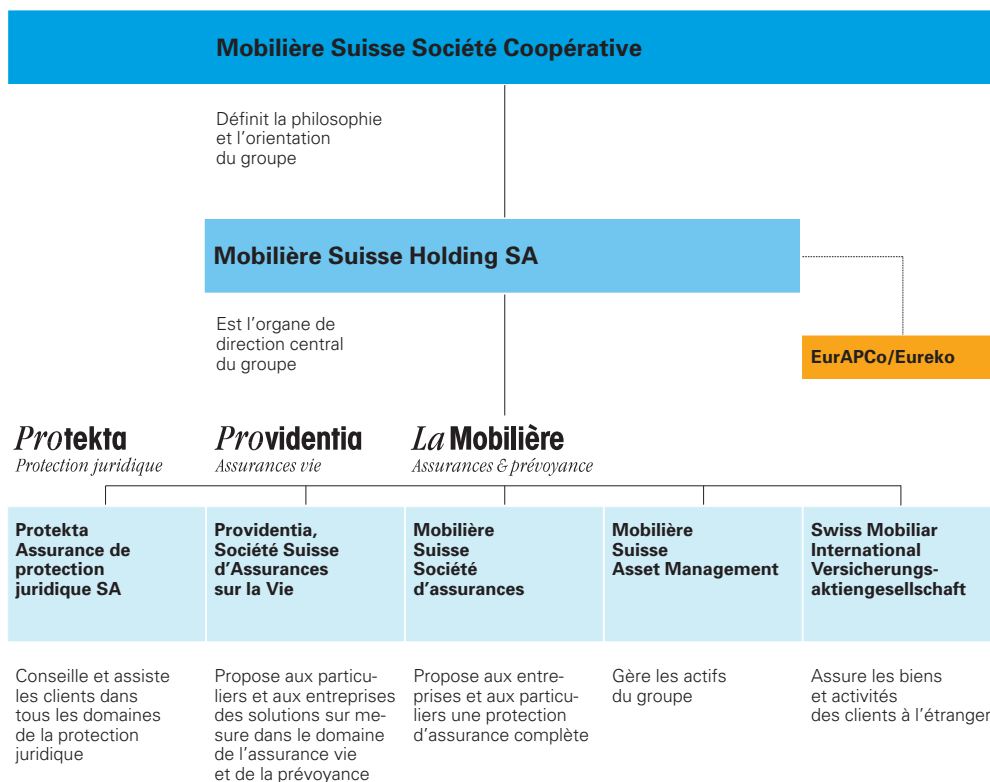 Mobilière Suisse Société Coopérative
Définit la philosophie
et l'orientation
du groupe
Mobilière Suisse Holding SA
Est l'organe de
direction central
du groupe
EurAPCo/Eureko
Protekta
Protection juridique
Providentia
Assurances vie
La Mobilière
Assurances & prévoyance
Protekta
Assurance de
protection
juridique SA
Providentia,
Société Suisse
d'Assurances
sur la Vie
Mobilière
Suisse
Société
d'assurances
Mobilière
Suisse
Asset Management
Swiss Mobiliar
International
Versicherungs-
aktiengesellschaft
Conseille et assiste
les clients dans
tous les domaines
de la protection
juridique
Propose aux particu-
liers et aux entreprises
des solutions sur me-
sure dans le domaine
de l'assurance vie
et de la prévoyance
Propose aux entre-
prises et aux particu-
liers une protection
d'assurance complète
Gère les actifs
du groupe
Assure les biens
et activités
des clients à l'étranger